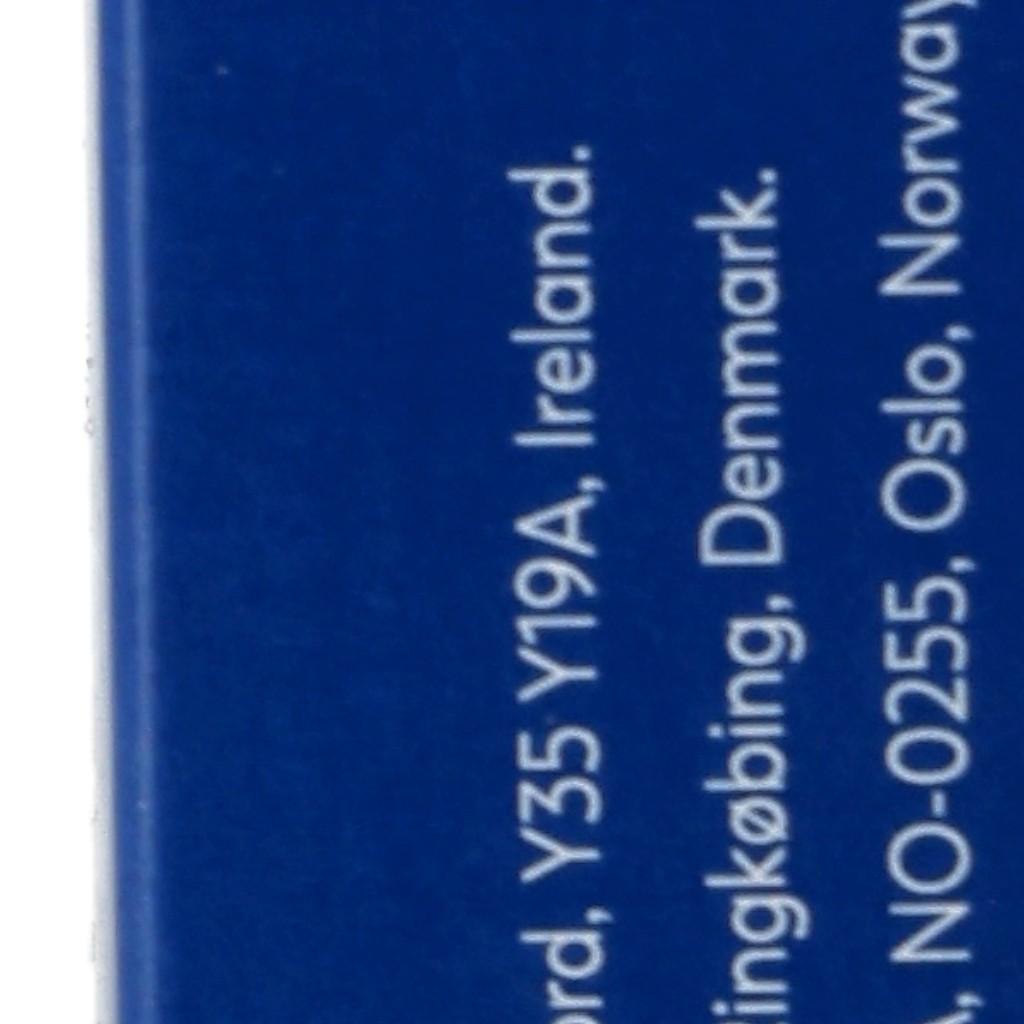 ord, Y35 Y19A, Ireland.
ingkøbing, Denmark.
, NO-0255, Oslo, Norway